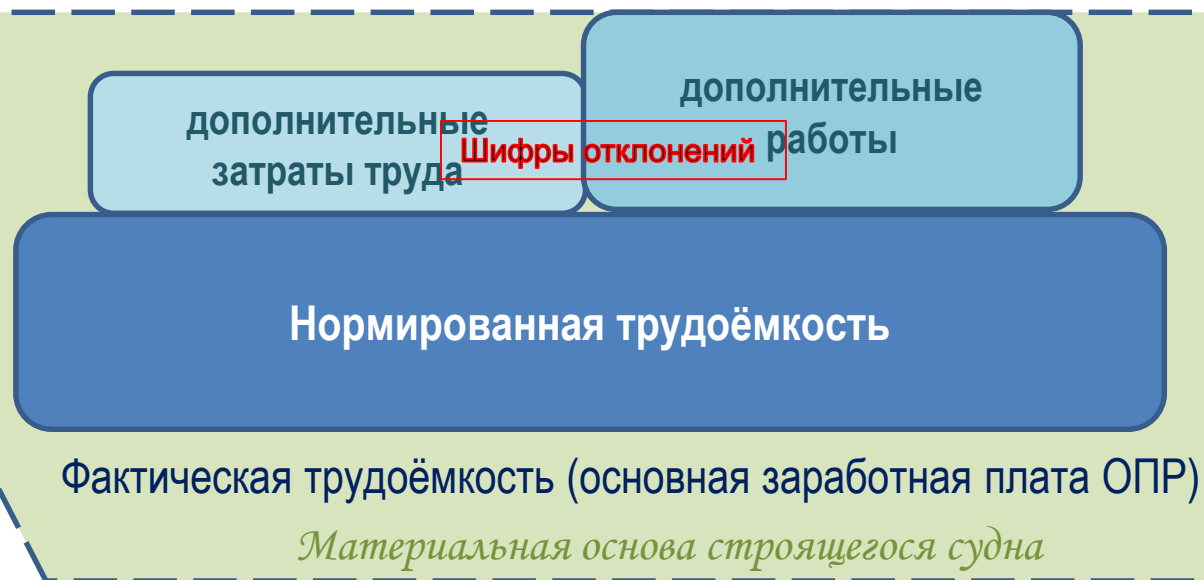 дополнительные
затраты труда
дополнительные
работы
Шифры отклонений
Нормированная трудоёмкость
Фактическая трудоёмкость (основная заработная плата ОПР)
Материальная основа строящегося судна